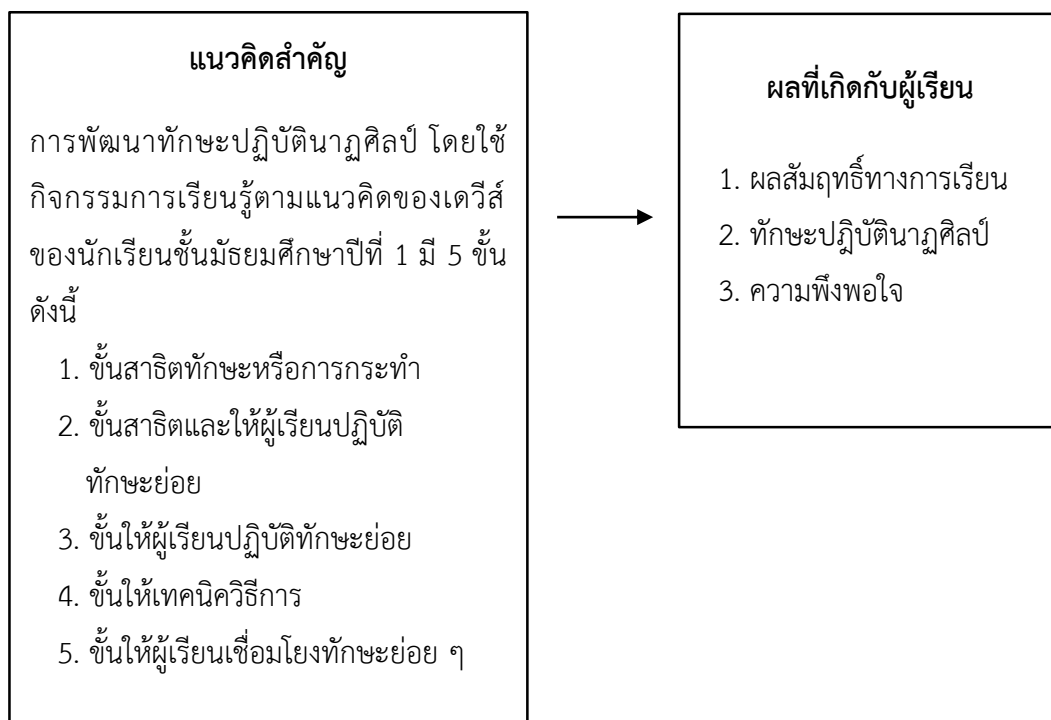 แนวคิดสำคัญ
การพัฒนาทักษะปฏิบัตินาฏศิลป์ โดยใช้
กิจกรรมการเรียนรู้ตามแนวคิดของเดวีส์
ของนักเรียนชั้นมัธยมศึกษาปีที่ 1 มี 5 ขั้น
ดังนี้
1. ขั้นสาธิตทักษะหรือการกระทำ
2. ขั้นสาธิตและให้ผู้เรียนปฏิบัติ
ทักษะย่อย
3. ขั้นให้ผู้เรียนปฏิบัติทักษะย่อย
4. ขั้นให้เทคนิควิธีการ
5. ขั้นให้ผู้เรียนเชื่อมโยงทักษะย่อย ๆ
ผลที่เกิดกับผู้เรียน
1. ผลสัมฤทธิ์ทางการเรียน
2. ทักษะปฎิบัตินาฏศิลป์
3. ความพึงพอใจ